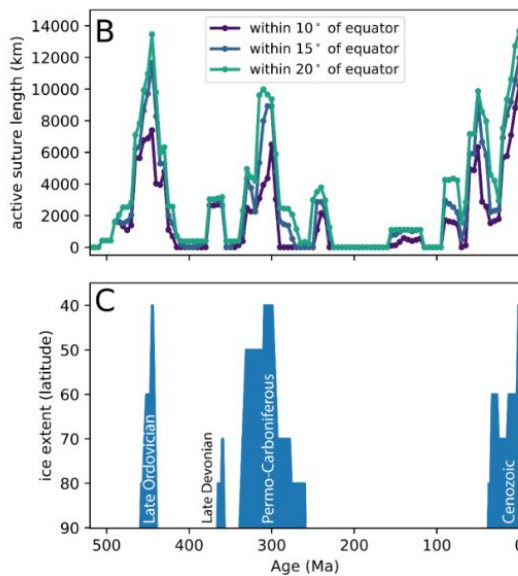 B
within 10° of equator
within 15° of equator
within 20° of equator
active suture length (km)
14000
12000
10000
8000
6000
4000
2000
0
C
ice extent (latitude)
40
50
60
70
80
90
Late Ordovician
Late Devonian
Permo-Carboniferous
Cenozoic
500
400
300
200
100
0
Age (Ma)